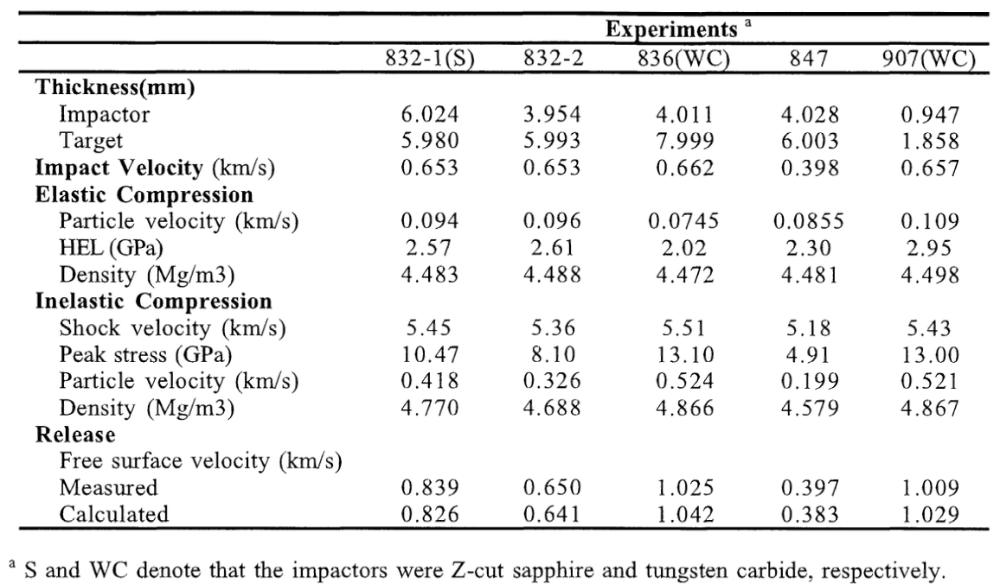 Experiments a
832-1(S) 832-2 836(WC) 847 907(WC)
Thickness(mm)
Impactor 6.024 3.954 4.011 4.028 0.947
Target 5.980 5.993 7.999 6.003 1.858
Impact Velocity (km/s) 0.653 0.653 0.662 0.398 0.657
Elastic Compression
Particle velocity (km/s) 0.094 0.096 0.0745 0.0855 0.109
HEL (GPa) 2.57 2.61 2.02 2.30 2.95
Density (Mg/m3) 4.483 4.488 4.472 4.481 4.498
Inelastic Compression
Shock velocity (km/s) 5.45 5.36 5.51 5.18 5.43
Peak stress (GPa) 10.47 8.10 13.10 4.91 13.00
Particle velocity (km/s) 0.418 0.326 0.524 0.199 0.521
Density (Mg/m3) 4.770 4.688 4.866 4.579 4.867
Release
Free surface velocity (km/s)
Measured 0.839 0.650 1.025 0.397 1.009
Calculated 0.826 0.641 1.042 0.383 1.029
a S and WC denote that the impactors were Z-cut sapphire and tungsten carbide, respectively.